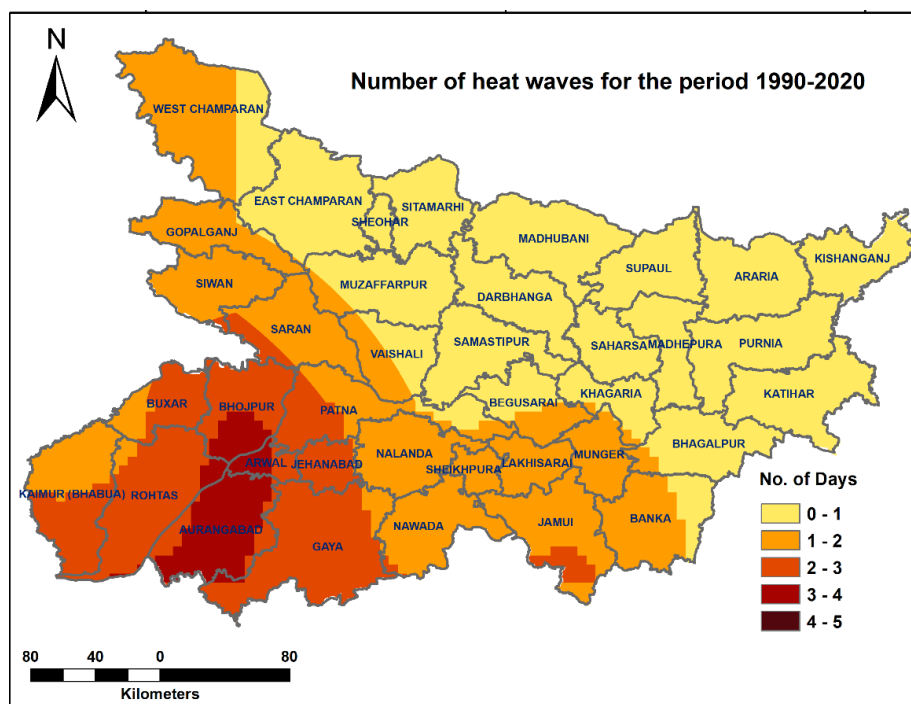 N
Number of heat waves for the period 1990-2020
WEST CHAMPARAN
EAST CHAMPARAN
SITAMARHI
SHEOHAR
GOPALGANJ
MADHUBANI
KISHANGANJ
SUPAUL
ARARIA
SIWAN
MUZAFFARPUR
DARBHANGA
SARAN
VAISHALI
SAMASTIPUR
SAHARSA
MADHEPURA
PURNIA
KATIHAR
BUXAR
BHOJPUR
PATNA
BEGUSARAI
KHAGARIA
BHAGALPUR
NALANDA
MUNGER
ARWAL
JEHANABAD
SHEIKHPURA
LAKHISARAI
KAIMUR (BHABUA)
ROHTAS
AURANGABAD
GAYA
NAWADA
JAMUI
BANKA
No. of Days
0 - 1
1 - 2
2 - 3
3 - 4
4 - 5
80 40 0 80
Kilometers